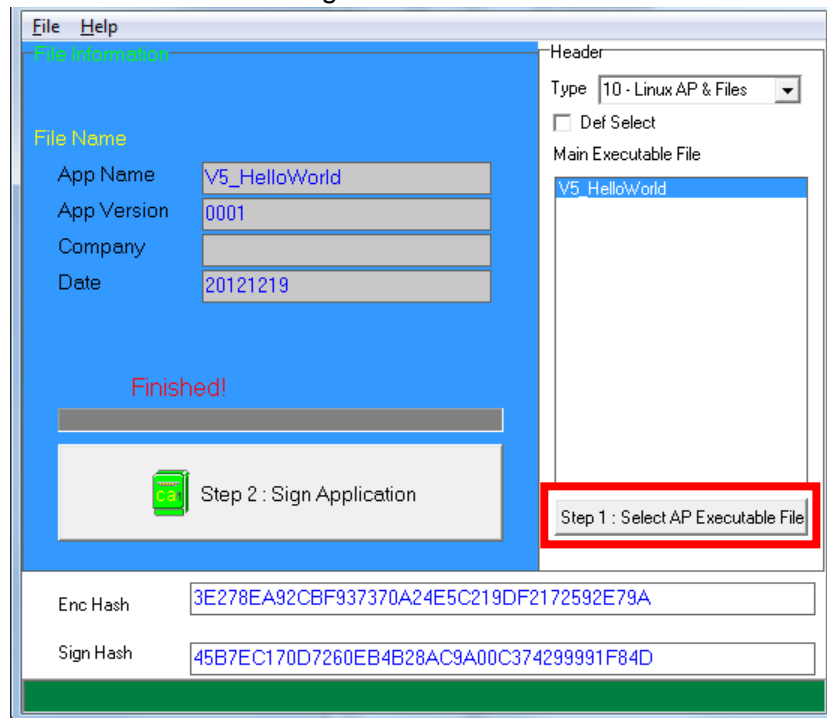 File Help
File Information
File Name
App Name V5_HelloWorld
App Version 0001
Company
Date 20121219
Finished!
ca
Step 2 : Sign Application
Header
Type 10 - Linux AP & Files
Def Select
Main Executable File
V5_HelloWorld
Step 1 : Select AP Executable File
Enc Hash 3E278EA92CBF937370A24E5C219DF2172592E79A
Sign Hash 45B7EC170D7260EB4B28AC9A00C374299991F84D